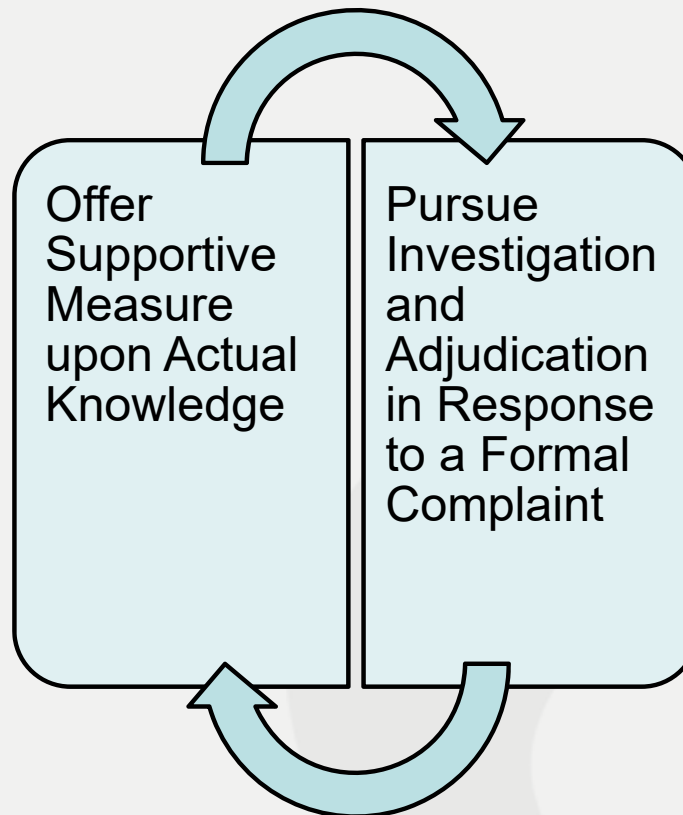 Offer
Supportive
Measure
upon Actual
Knowledge
Pursue
Investigation
and
Adjudication
in Response
to a Formal
Complaint